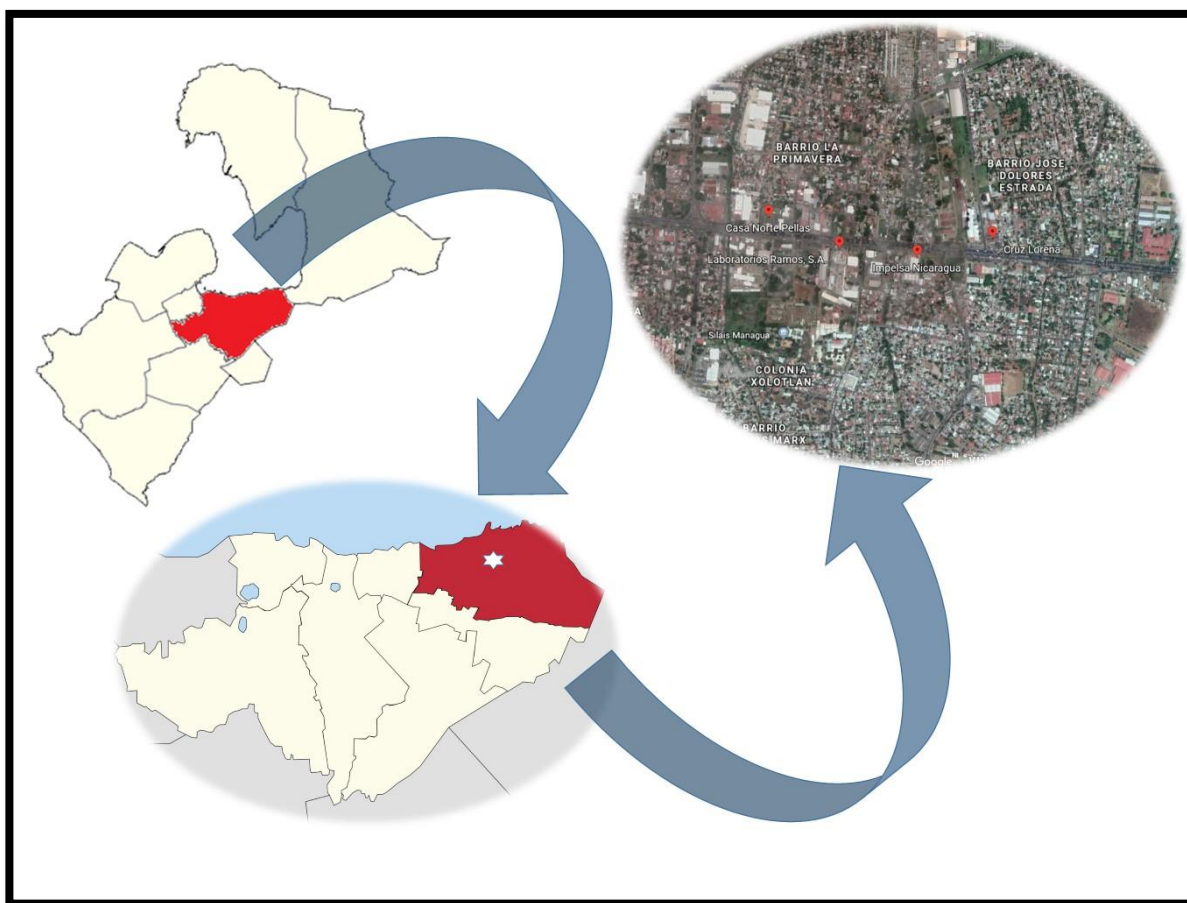 BARRIO LA
PRIMAVERA
BARRIO JOSE
DOLORES
ESTRADA
Casa Norte Pellas
Cruz Lorena
Laboratorios Ramos, S.A.
Impelsa Nicaragua
Silais Managua
COLONIA
XOLOTLAN
BARRIO
MARX
Google